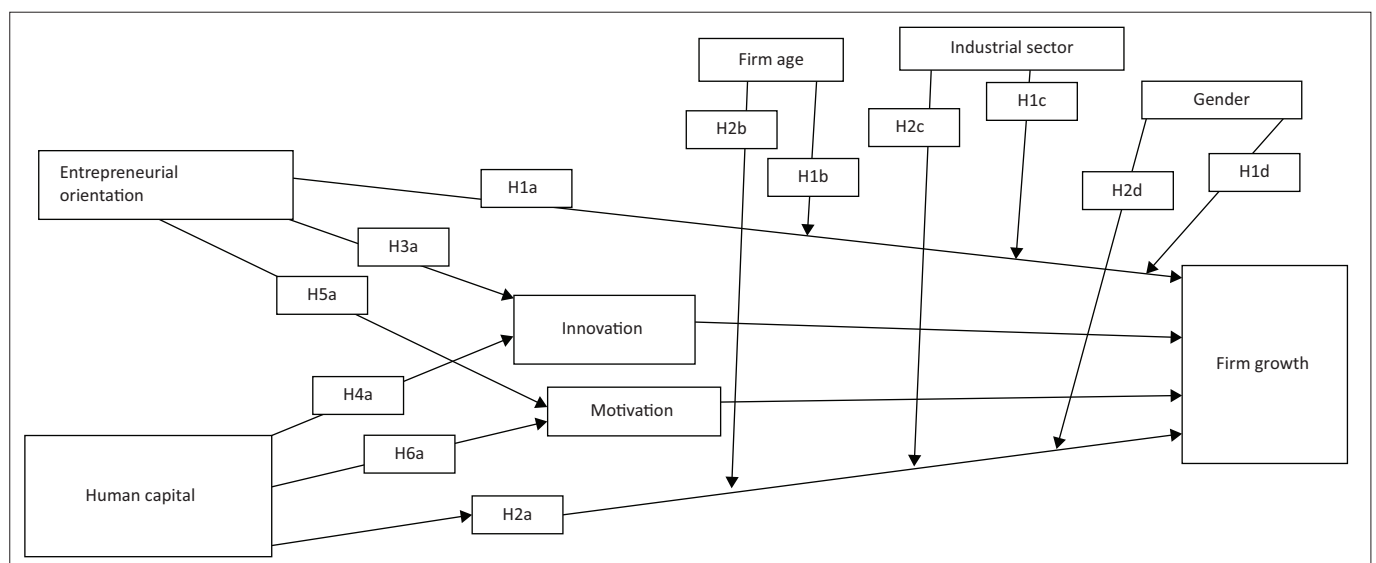 Industrial sector
Firm age
Gender
H1c
H2b
H2c
H1b
H1d
H2d
Entrepreneurial
orientation
H1a
H3a
H5a
Innovation
Firm growth
H4a
Motivation
H6a
Human capital
H2a